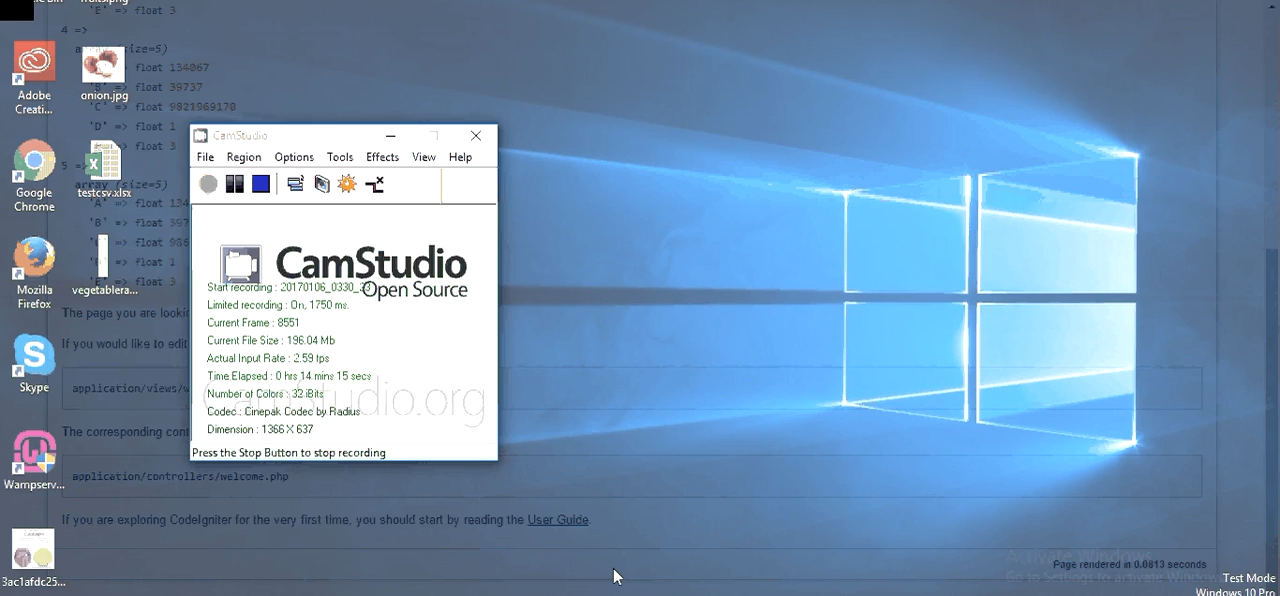 'E' => float 3
4 =>
array (size=5)
float 134067
'B' => float 39737
'C' => float 9821969170
'D' => float 1
float 3
5 =>
array (size=5)
'A' =>
'B' =>
float 1
float 3
The page you are looki
If you would like to edit
application/views/w
The corresponding cont
application/controllers/welcome.php
If you are exploring CodeIgniter for the very first time, you should start by reading the User Guide.
Page rendered in 0.0813 seconds
Adobe
Creati...
onion.jpg
Google
Chrome
testcsv.xlsx
Mozilla
Firefox
vegetablera...
Skype
Wampserv...
3ac1afdc25...
CamStudio
File Region Options Tools Effects View Help
CamStudio
Open Source
Start recording : 20170106_0330_
Limited recording : On, 1750 ms.
Current Frame : 8551
Current File Size : 196.04 Mb
Actual Input Rate : 2.59 fps
Time Elapsed : 0 hrs 14 mins 15 secs
Number of Colors : 32 Bits
Codec : Cinepak Codec by Radius
Dimension : 1366 X 637
CamStudio.org
Press the Stop Button to stop recording
Activate Windows
Go to Settings to activate Windows
Test Mode
Windows 10 Pro